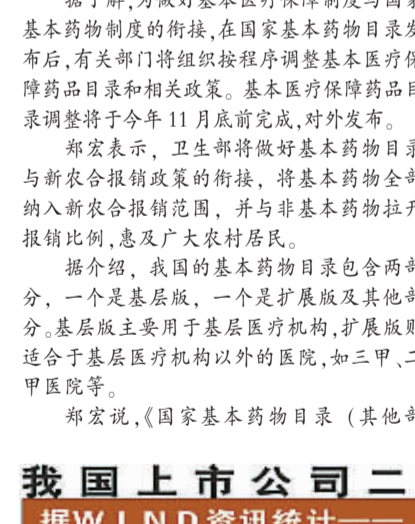 据了解,为做好基本医疗保障制度与国家
基本药物制度的衔接,在国家基本药物目录发
布后,有关部门将组织按程序调整基本医疗保
障药品目录和相关政策。基本医疗保障药品目
录调整将于今年11月底前完成,对外发布。
郑宏表示，卫生部将做好基本药物目录
与新农合报销政策的衔接，将基本药物全部
纳入新农合报销范围，并与非基本药物拉开
报销比例,惠及广大农村居民。
据介绍，我国的基本药物目录包含两部
分，一个是基层版，一个是扩展版及其他部
分。基层版主要用于基层医疗机构,扩展版则
适合于基层医疗机构以外的医院,如三甲、二
甲医院等。
郑宏说,《国家基本药物目录（其他部
我国上市公司二
据WIND资讯统计——